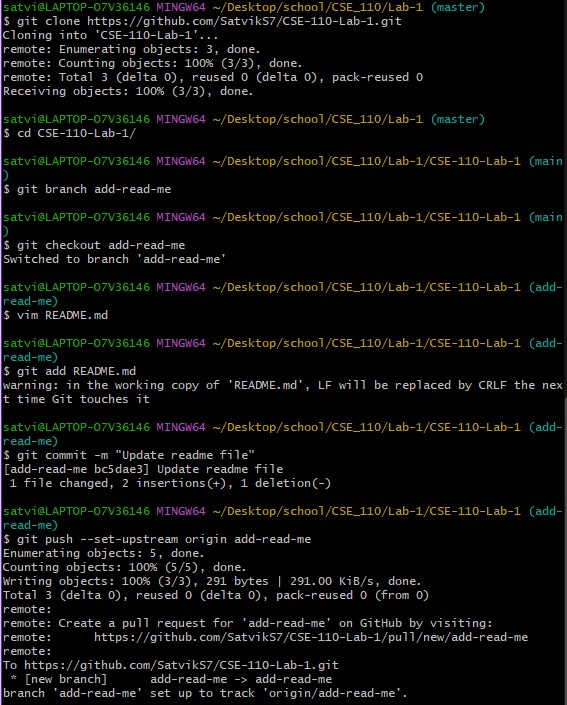 satvi@LAPTOP-O7V36146 MINGW64 ~/Desktop/school/CSE_110/Lab-1 (master)
$ git clone https://github.com/SatvikS7/CSE-110-Lab-1.git
Cloning into 'CSE-110-Lab-1'...
remote: Enumerating objects: 3, done.
remote: Counting objects: 100% (3/3), done.
remote: Total 3 (delta 0), reused 0 (delta 0), pack-reused 0
Receiving objects: 100% (3/3), done.
satvi@LAPTOP-O7V36146 MINGW64 ~/Desktop/school/CSE_110/Lab-1 (master)
$ cd CSE-110-Lab-1/
satvi@LAPTOP-O7V36146 MINGW64 ~/Desktop/school/CSE_110/Lab-1/CSE-110-Lab-1 (main
)
$ git branch add-read-me
satvi@LAPTOP-O7V36146 MINGW64 ~/Desktop/school/CSE_110/Lab-1/CSE-110-Lab-1 (main
)
$ git checkout add-read-me
Switched to branch 'add-read-me'
satvi@LAPTOP-O7V36146 MINGW64 ~/Desktop/school/CSE_110/Lab-1/CSE-110-Lab-1 (add-
read-me)
$ vim README.md
satvi@LAPTOP-O7V36146 MINGW64 ~/Desktop/school/CSE_110/Lab-1/CSE-110-Lab-1 (add-
read-me)
$ git add README.md
warning: in the working copy of 'README.md', LF will be replaced by CRLF the nex
t time Git touches it
satvi@LAPTOP-O7V36146 MINGW64 ~/Desktop/school/CSE_110/Lab-1/CSE-110-Lab-1 (add-
read-me)
$ git commit -m "Update readme file"
[add-read-me bc5dae3] Update readme file
 1 file changed, 2 insertions(+), 1 deletion(-)
satvi@LAPTOP-O7V36146 MINGW64 ~/Desktop/school/CSE_110/Lab-1/CSE-110-Lab-1 (add-
read-me)
$ git push --set-upstream origin add-read-me
Enumerating objects: 5, done.
Counting objects: 100% (5/5), done.
Writing objects: 100% (3/3), 291 bytes | 291.00 KiB/s, done.
Total 3 (delta 0), reused 0 (delta 0), pack-reused 0 (from 0)
remote:
remote: Create a pull request for 'add-read-me' on GitHub by visiting:
remote:      https://github.com/SatvikS7/CSE-110-Lab-1/pull/new/add-read-me
remote:
To https://github.com/SatvikS7/CSE-110-Lab-1.git
 * [new branch]      add-read-me -> add-read-me
branch 'add-read-me' set up to track 'origin/add-read-me'.